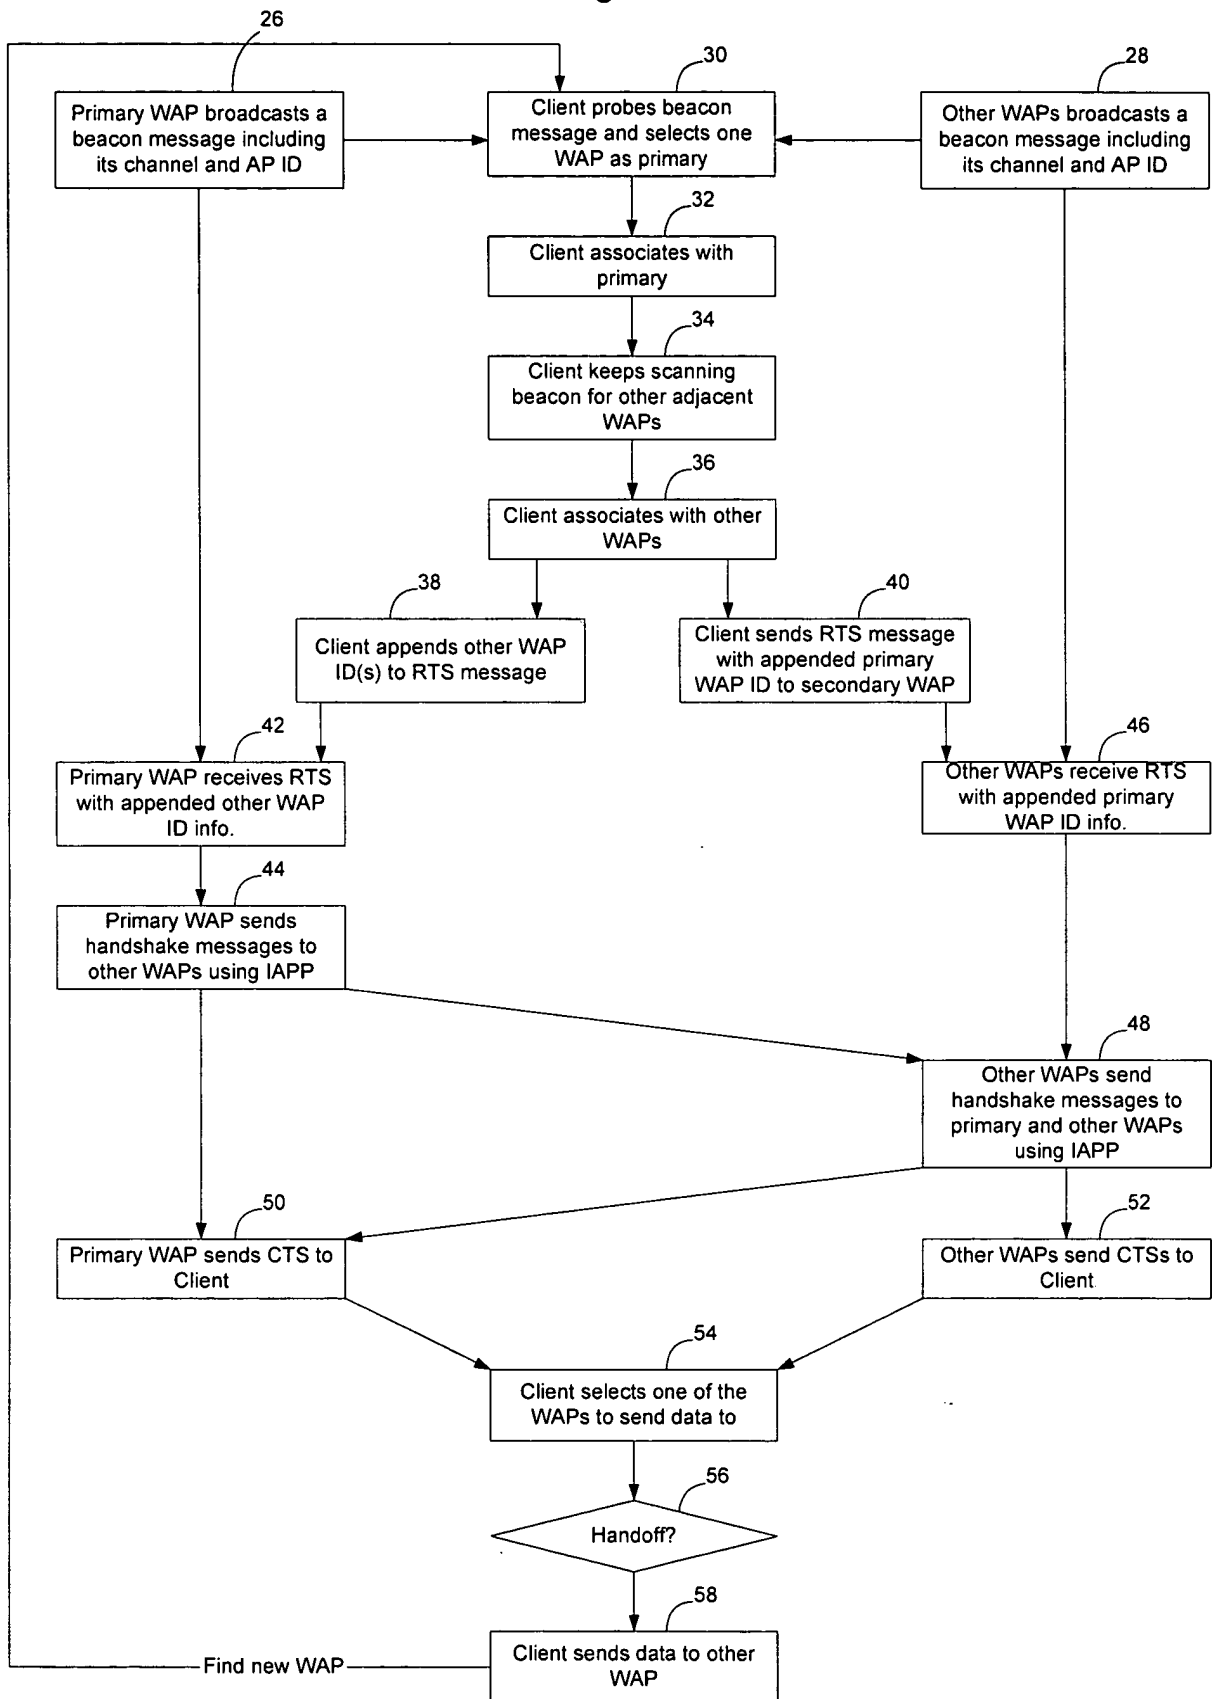 26
30
28
Primary WAP broadcasts a
beacon message including
its channel and AP ID
Client probes beacon
message and selects one
WAP as primary
Other WAPs broadcasts a
beacon message including
its channel and AP ID
32
Client associates with
primary
34
Client keeps scanning
beacon for other adjacent
WAPs
36
Client associates with other
WAPs
38
40
Client appends other WAP
ID(s) to RTS message
Client sends RTS message
with appended primary
WAP ID to secondary WAP
42
46
Primary WAP receives RTS
with appended other WAP
ID info.
Other WAPs receive RTS
with appended primary
WAP ID info.
44
Primary WAP sends
handshake messages to
other WAPs using IAPP
48
Other WAPs send
handshake messages to
primary and other WAPs
using IAPP
50
52
Primary WAP sends CTS to
Client
Other WAPs send CTSs to
Client
54
Client selects one of the
WAPs to send data to
56
Handoff?
58
Client sends data to other
WAP
Find new WAP